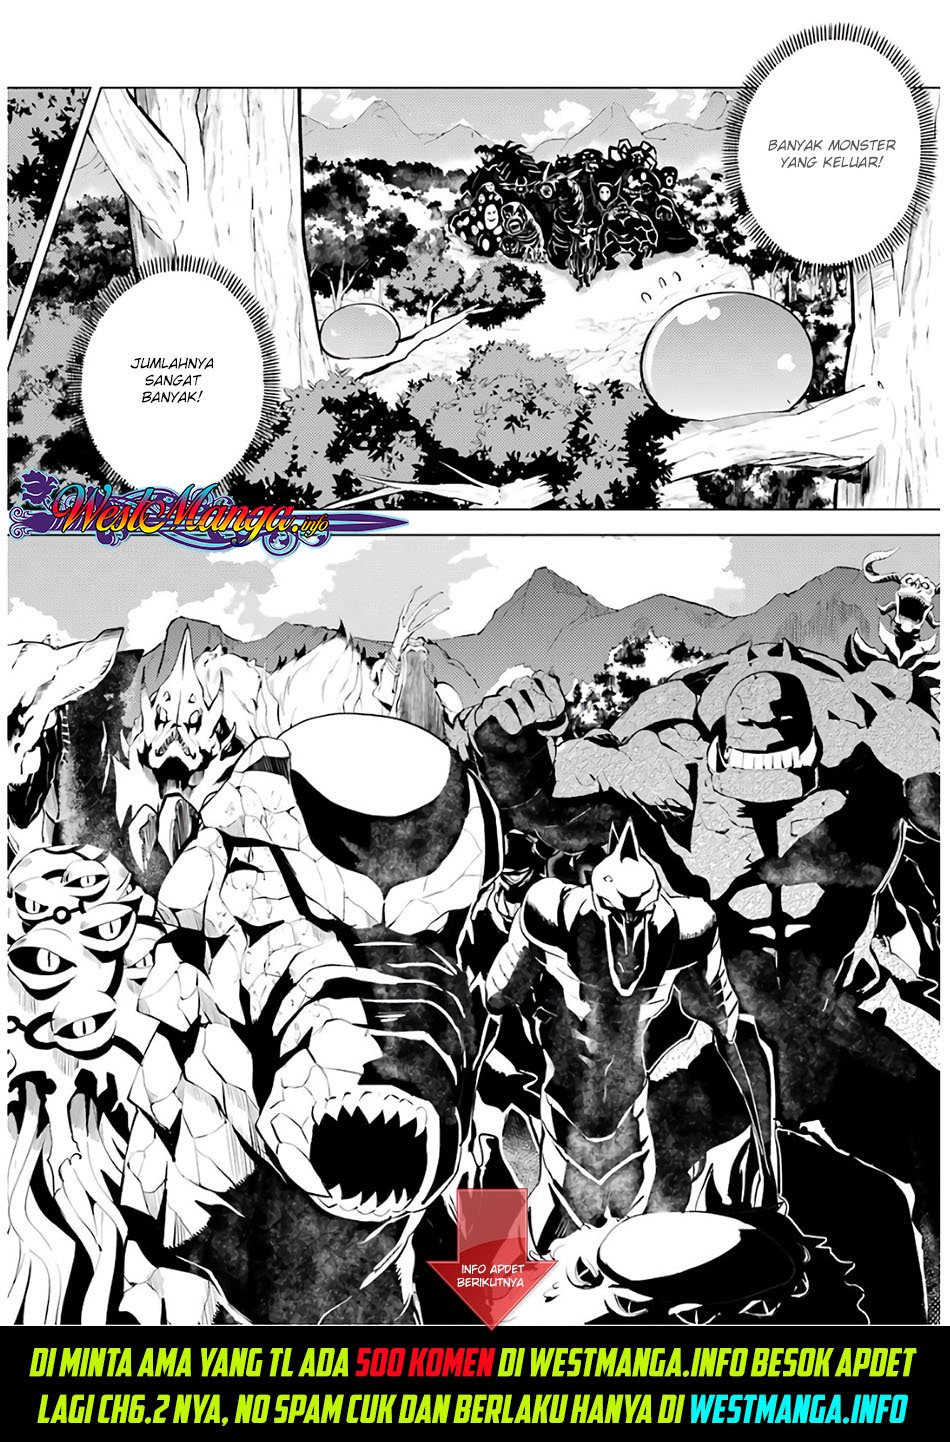 BANYAK MONSTER
YANG KELUAR!
JUMLAHNYA
SANGAT
BANYAK!
WestManga.info
INFO APDET
BERIKUTNYA
DI MINTA AMA YANG TL ADA 500 KOMEN DI WESTMANGA.INFO BESOK APDET
LAGI CH6.2 NYA, NO SPAM CUK DAN BERLAKU HANYA DI WESTMANGA.INFO